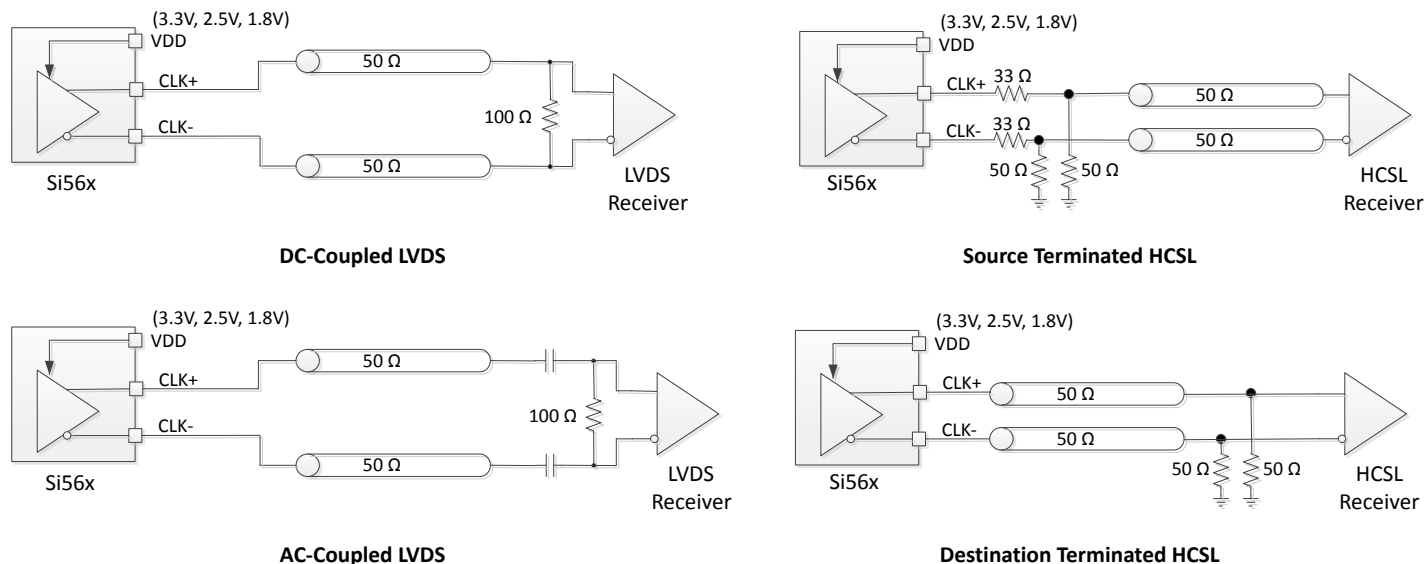 (3.3V, 2.5V, 1.8V)
VDD
CLK+
CLK-
50 Ω
50 Ω
100 Ω
Si56x
LVDS
Receiver
DC-Coupled LVDS
(3.3V, 2.5V, 1.8V)
VDD
CLK+
33 Ω
CLK-
33 Ω
50 Ω
50 Ω
50 Ω
50 Ω
Si56x
HCSL
Receiver
Source Terminated HCSL
(3.3V, 2.5V, 1.8V)
VDD
CLK+
CLK-
50 Ω
50 Ω
100 Ω
Si56x
LVDS
Receiver
AC-Coupled LVDS
(3.3V, 2.5V, 1.8V)
VDD
CLK+
CLK-
50 Ω
50 Ω
50 Ω
50 Ω
Si56x
HCSL
Receiver
Destination Terminated HCSL